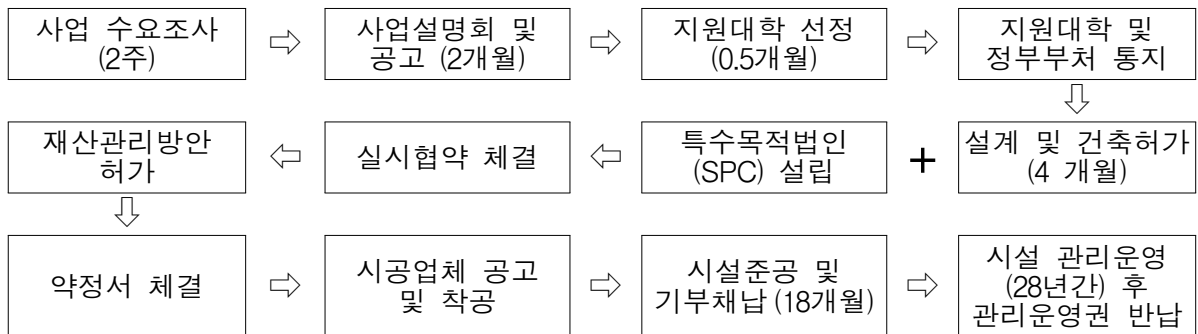 사업 수요조사
(2주)
사업설명회 및
공고 (2개월)
지원대학 선정
(0.5개월)
지원대학 및
정부부처 통지
설계 및 건축허가
(4 개월)
+
특수목적법인
(SPC) 설립
실시협약 체결
재산관리방안
허가
약정서 체결
시공업체 공고
및 착공
시설준공 및
기부채납 (18개월)
시설 관리운영
(28년간) 후
관리운영권 반납